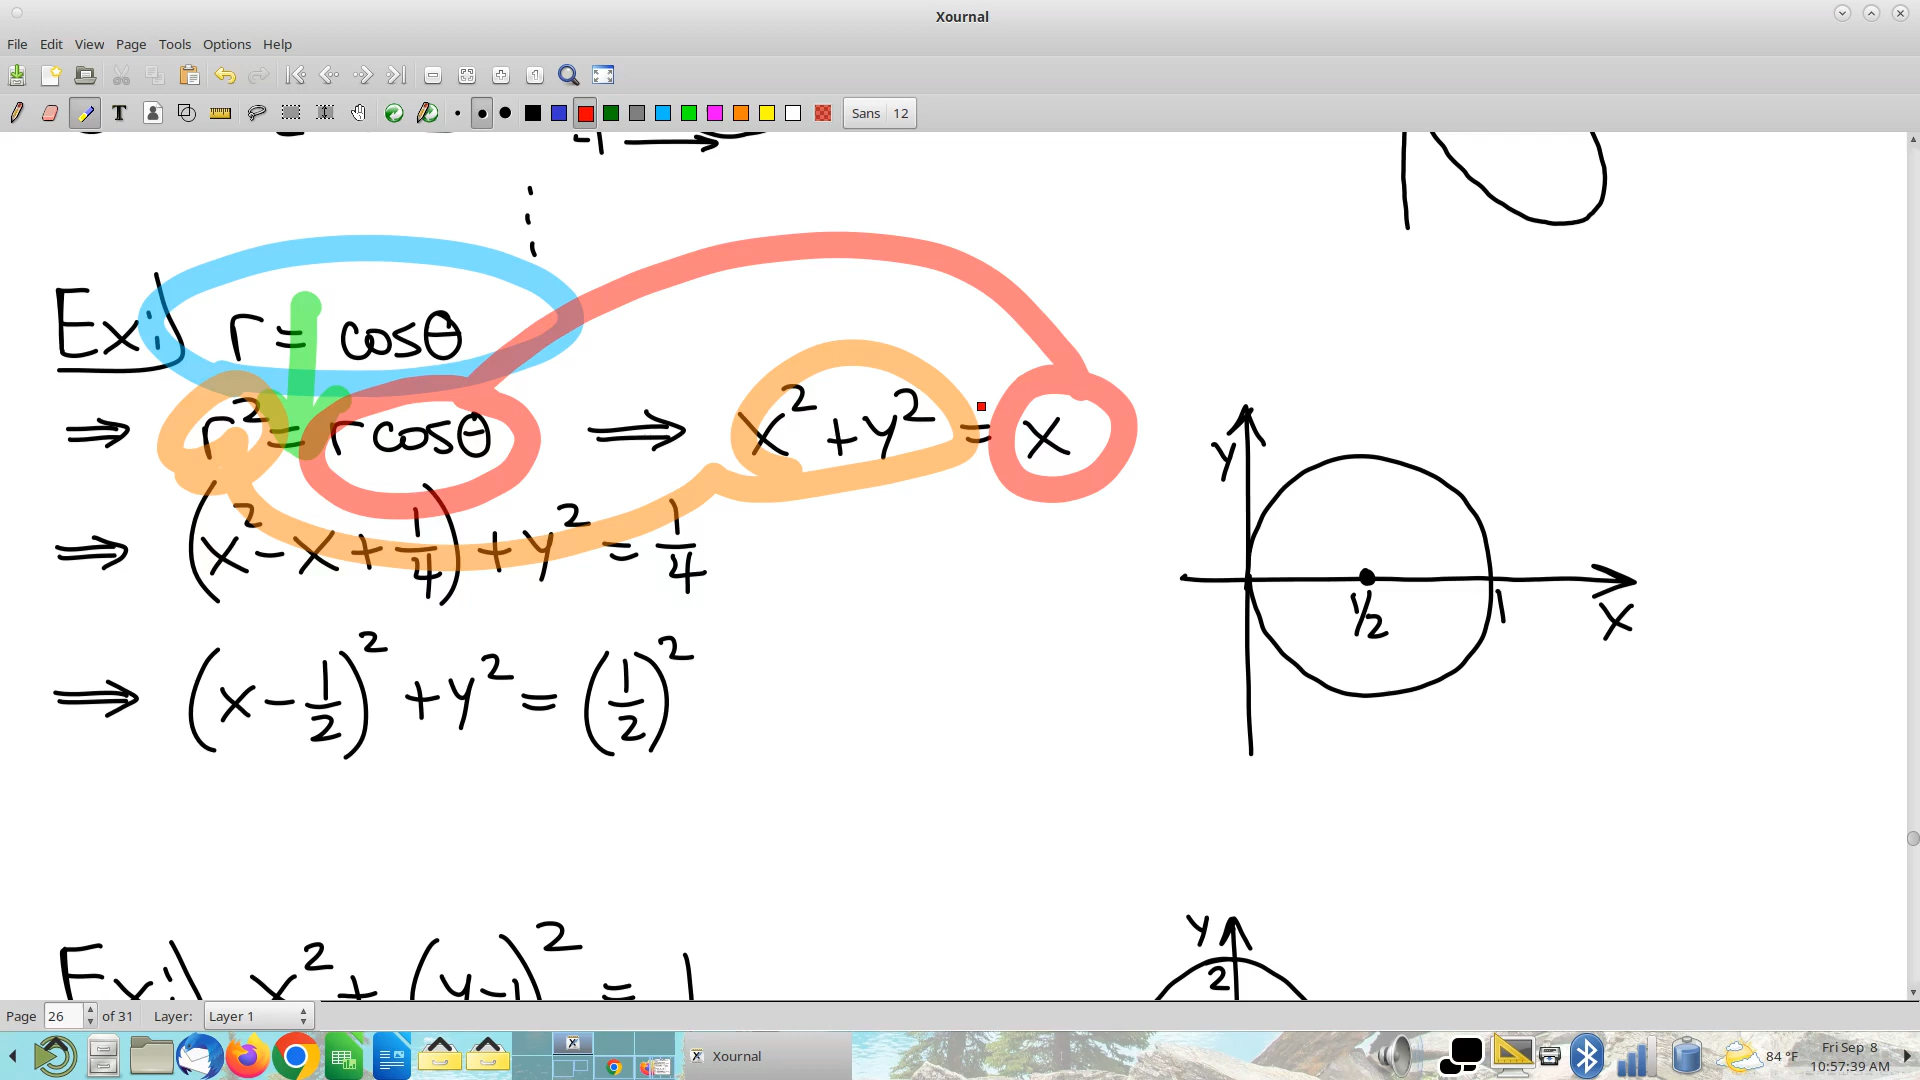 Xournal
File Edit View Page Tools Options Help
Sans 12
-1
Ex:) r = cosθ
⇒ r² = r cosθ ⇒ x² + y² = x
⇒ (x² - x + 1/4) + y² = 1/4
⇒ (x - 1/2)² + y² = (1/2)²
y
1/2
1
x
Ex:) x² + (y-1)² = 1
y
2
Page 26 of 31 Layer: Layer 1
Xournal
84 °F
Fri Sep 8
10:57:39 AM